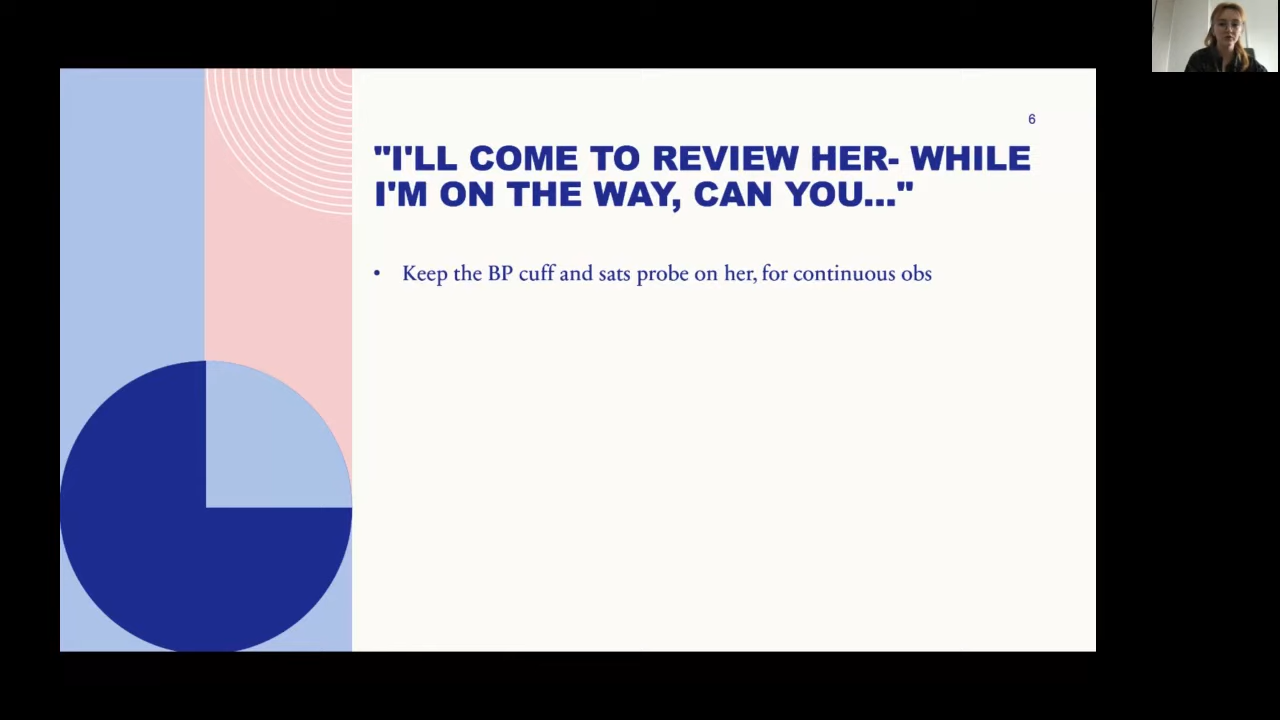 6
"I'LL COME TO REVIEW HER- WHILE
I'M ON THE WAY, CAN YOU..."
• Keep the BP cuff and sats probe on her, for continuous obs